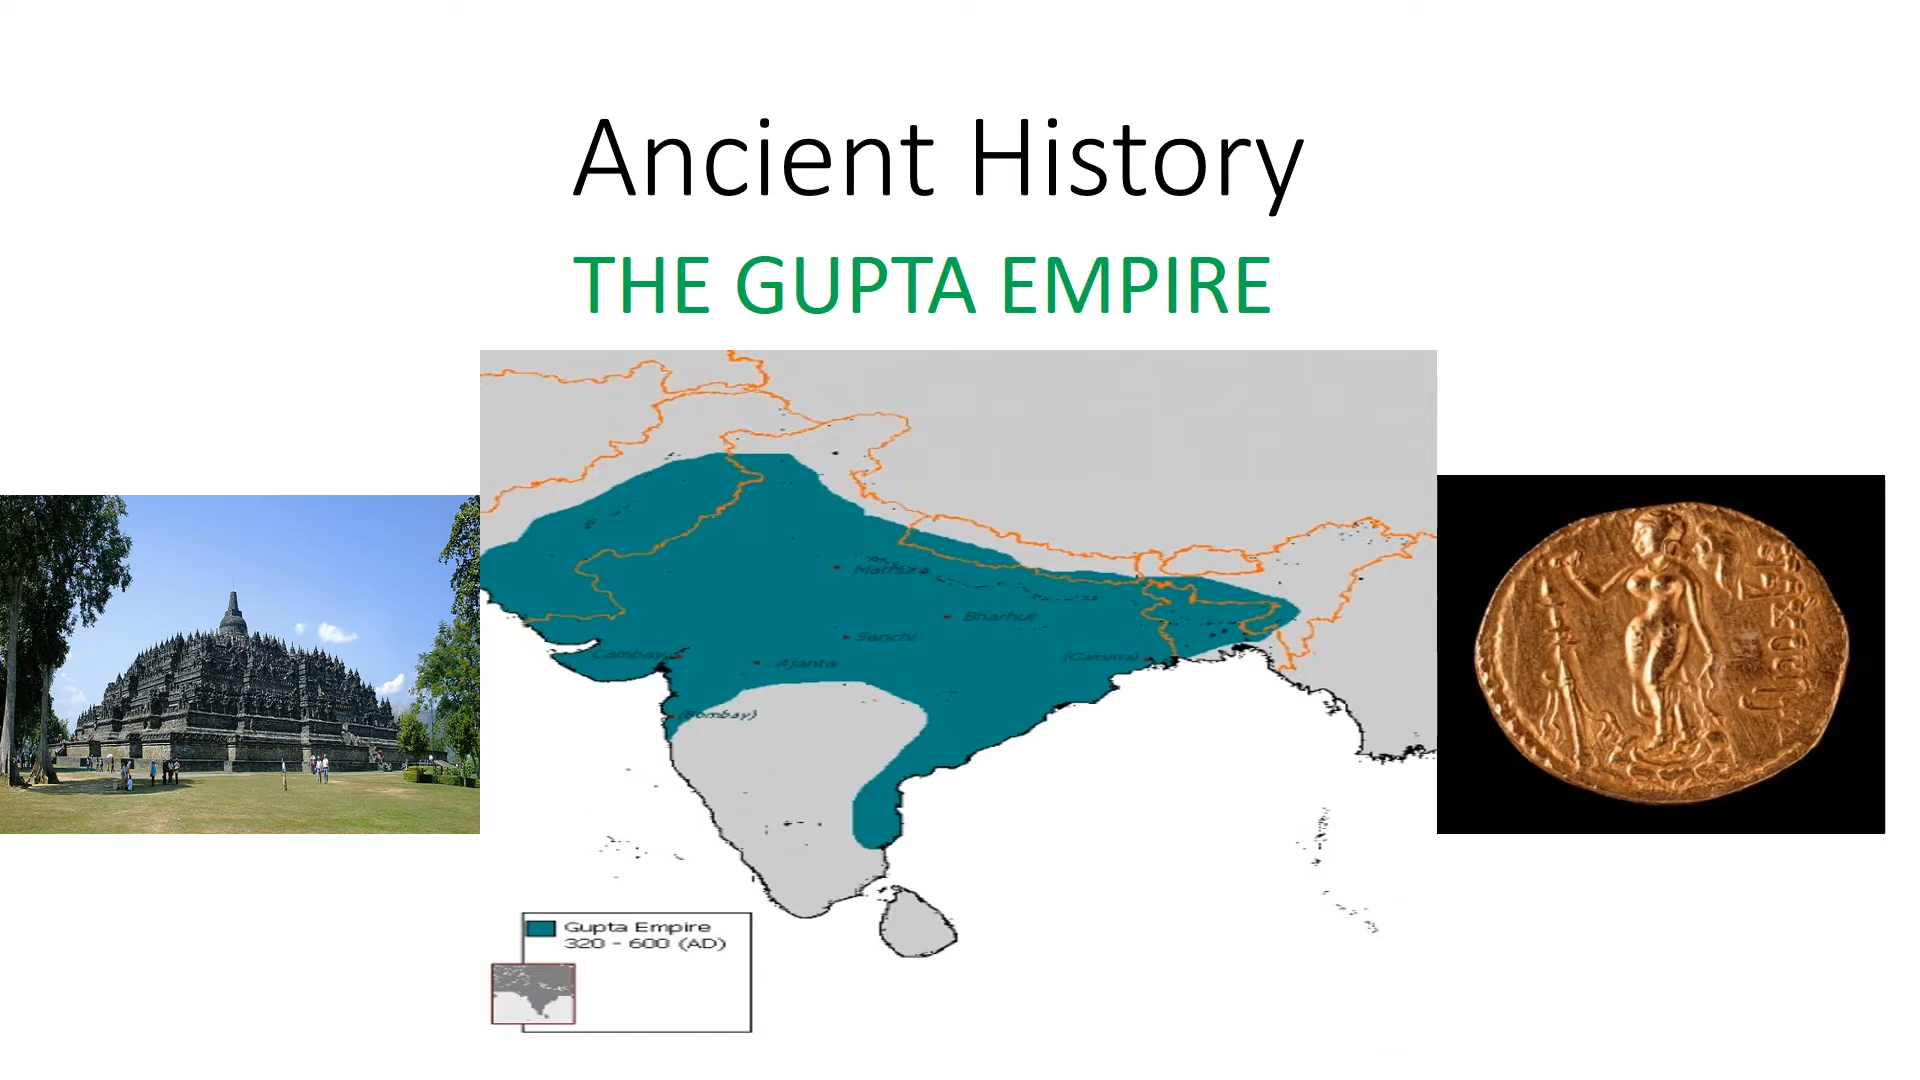 Ancient History
THE GUPTA EMPIRE
Mathura
Bharhut
Sanchi
Cambay
Ajanta
(Calcutta)
(Bombay)
Gupta Empire
320 - 600 (AD)